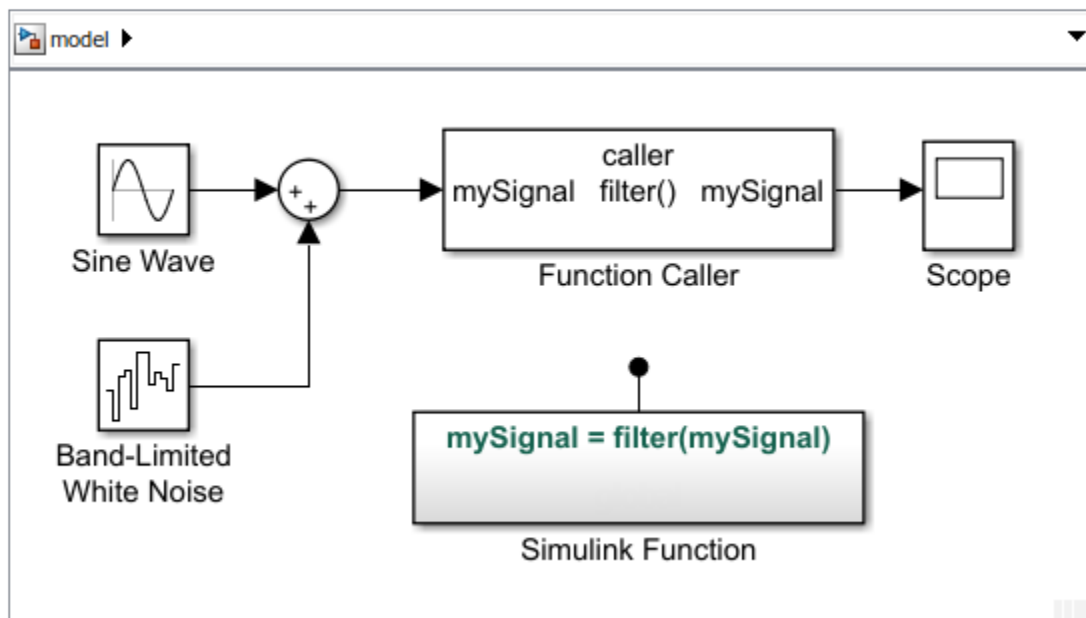 model
caller
mySignal filter() mySignal
Sine Wave
Function Caller
Scope
mySignal = filter(mySignal)
Band-Limited
White Noise
Simulink Function